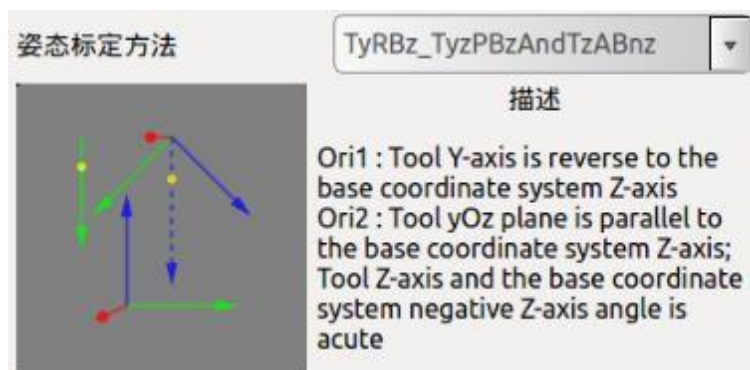 姿态标定方法
TyRBz_TyzPBzAndTzABnz
描述
Ori1 : Tool Y-axis is reverse to the
base coordinate system Z-axis
Ori2 : Tool yOz plane is parallel to
the base coordinate system Z-axis;
Tool Z-axis and the base coordinate
system negative Z-axis angle is
acute